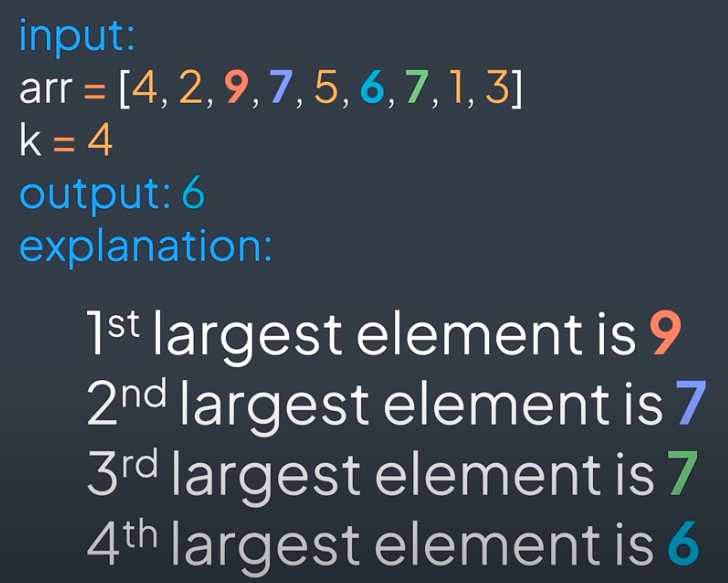 input:
arr = [4, 2, 9, 7, 5, 6, 7, 1, 3]
k = 4
output: 6
explanation:
1st largest element is 9
2nd largest element is 7
3rd largest element is 7
4th largest element is 6